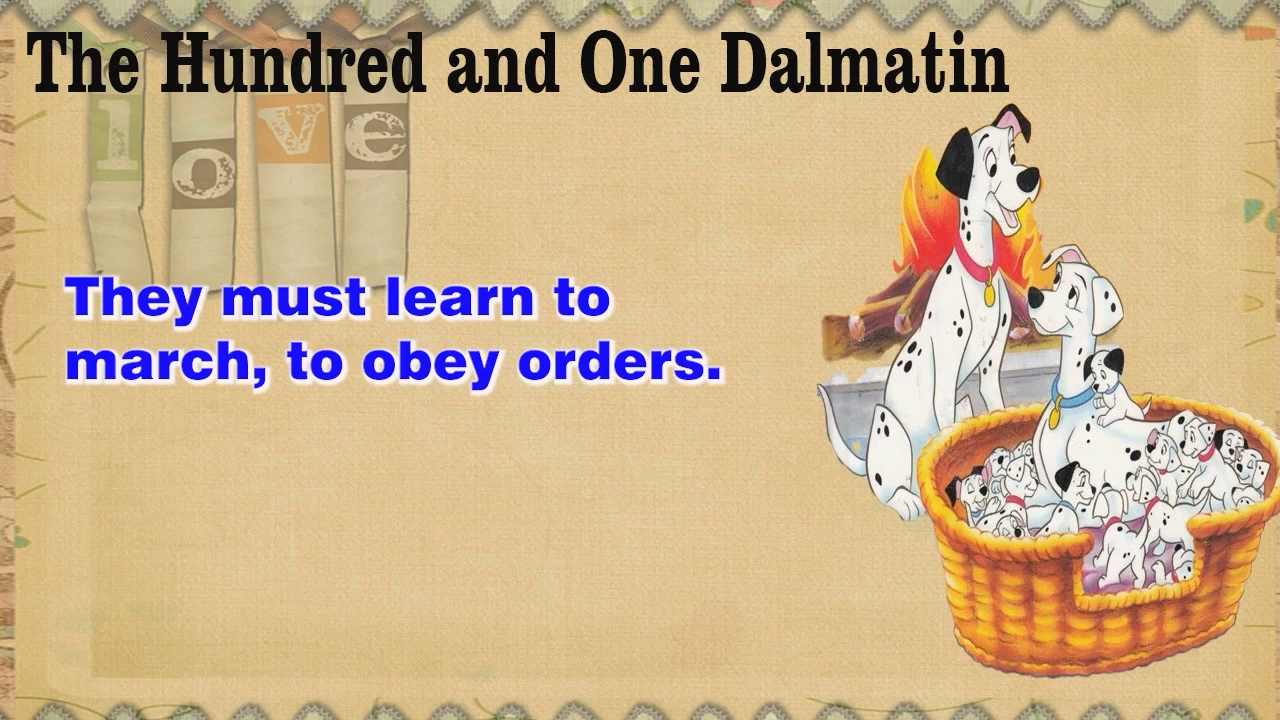 The Hundred and One Dalmatin
love
They must learn to
march, to obey orders.